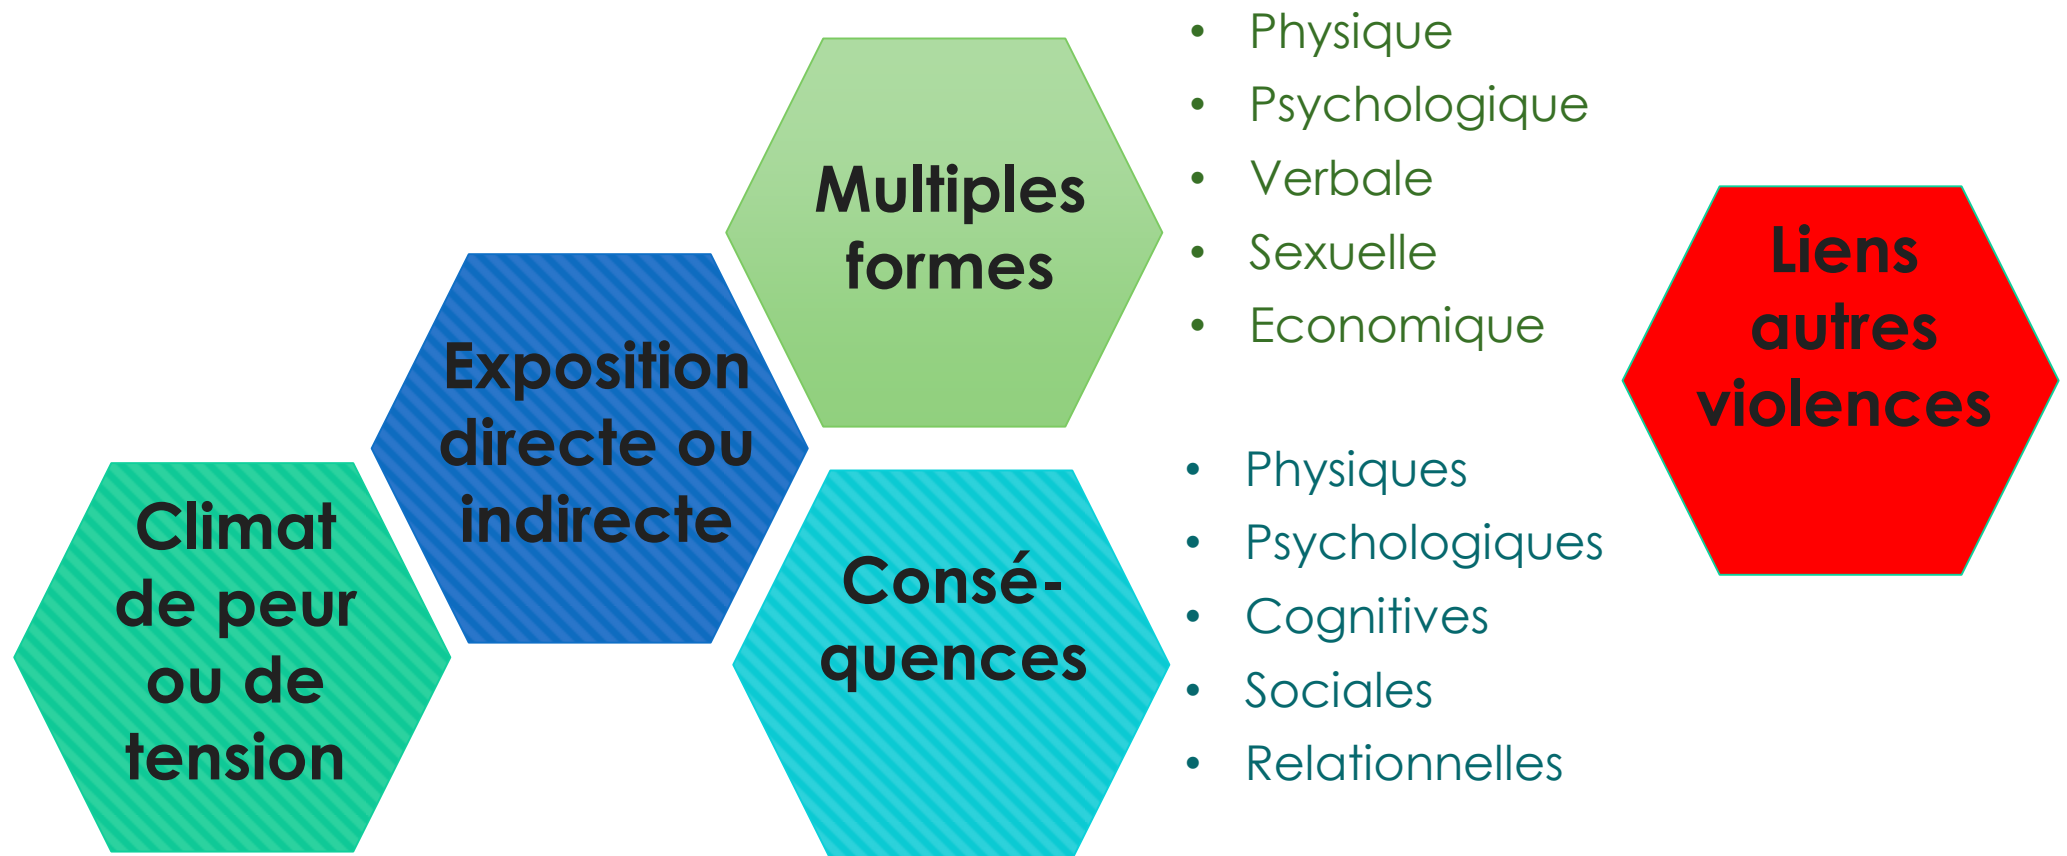 Climat
de peur
ou de
tension
Exposition
directe ou
indirecte
Multiples
formes
• Physique
• Psychologique
• Verbale
• Sexuelle
• Economique
Consé-
quences
• Physiques
• Psychologiques
• Cognitives
• Sociales
• Relationnelles
Liens
autres
violences